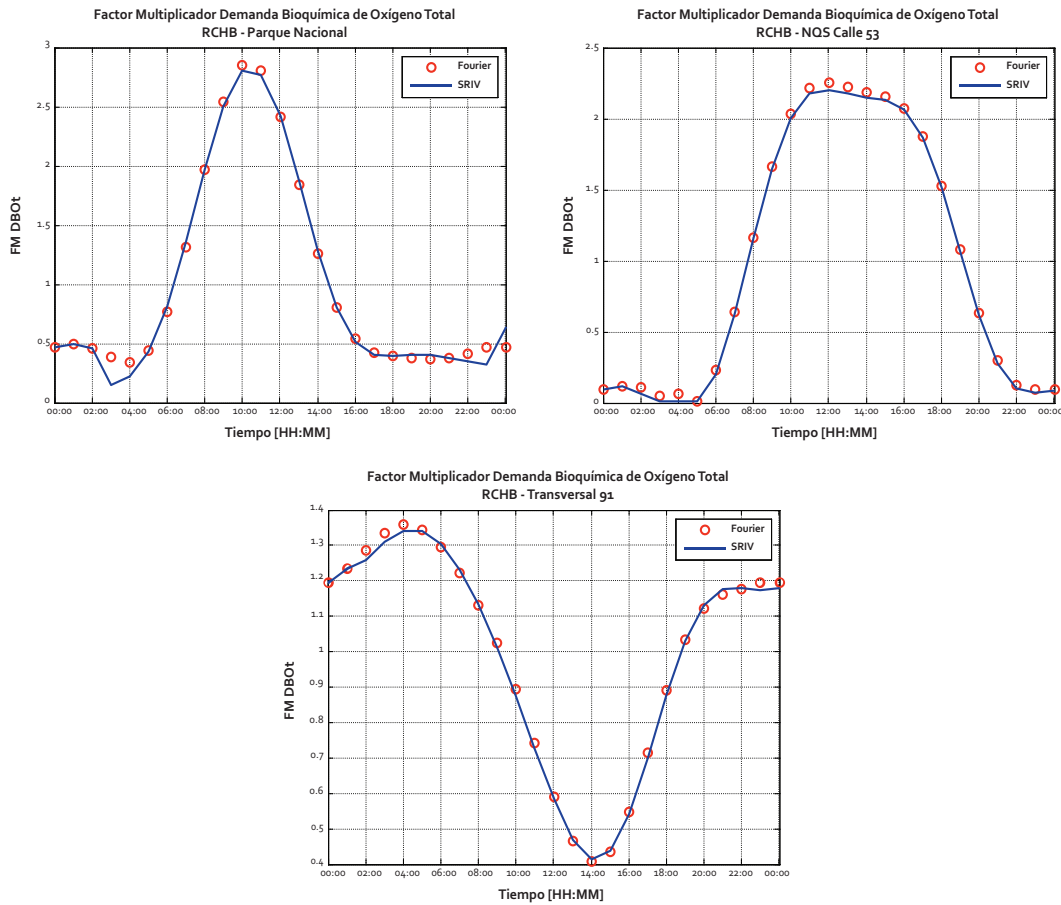 Factor Multiplicador Demanda Bioquímica de Oxígeno Total
RCHB - Parque Nacional
3
2.5
2
1.5
1
0.5
0
FM DBOt
Fourier
SRIV
00:00 02:00 04:00 06:00 08:00 10:00 12:00 14:00 16:00 18:00 20:00 22:00 00:00
Tiempo [HH:MM]
Factor Multiplicador Demanda Bioquímica de Oxígeno Total
RCHB - NQS Calle 53
2.5
2
1.5
1
0.5
0
FM DBOt
Fourier
SRIV
00:00 02:00 04:00 06:00 08:00 10:00 12:00 14:00 16:00 18:00 20:00 22:00 00:00
Tiempo [HH:MM]
Factor Multiplicador Demanda Bioquímica de Oxígeno Total
RCHB - Transversal 91
1.4
1.3
1.2
1.1
1
0.9
0.8
0.7
0.6
0.5
0.4
FM DBOt
Fourier
SRIV
00:00 02:00 04:00 06:00 08:00 10:00 12:00 14:00 16:00 18:00 20:00 22:00 00:00
Tiempo [HH:MM]